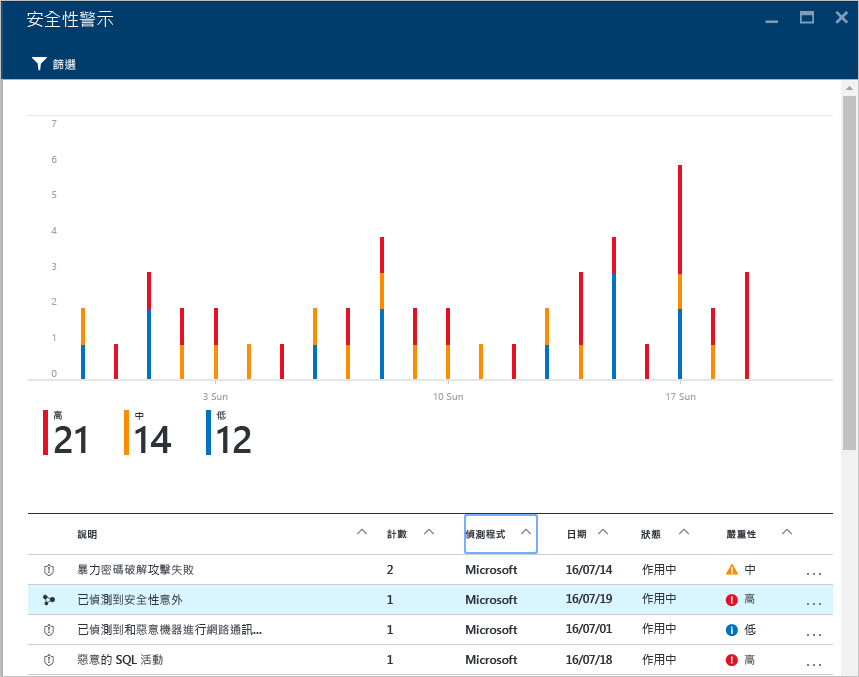 安全性警示
篩選
7
6
5
4
3
2
1
0
3 Sun 10 Sun 17 Sun
高 中 低
21 14 12
說明 計數 偵測程式 日期 狀態 嚴重性
暴力密碼破解攻擊失敗 2 Microsoft 16/07/14 作用中 中 ...
已偵測到安全性意外 1 Microsoft 16/07/19 作用中 高 ...
已偵測到和惡意機器進行網路通訊... 1 Microsoft 16/07/01 作用中 低 ...
惡意的 SQL 活動 1 Microsoft 16/07/18 作用中 高 ...